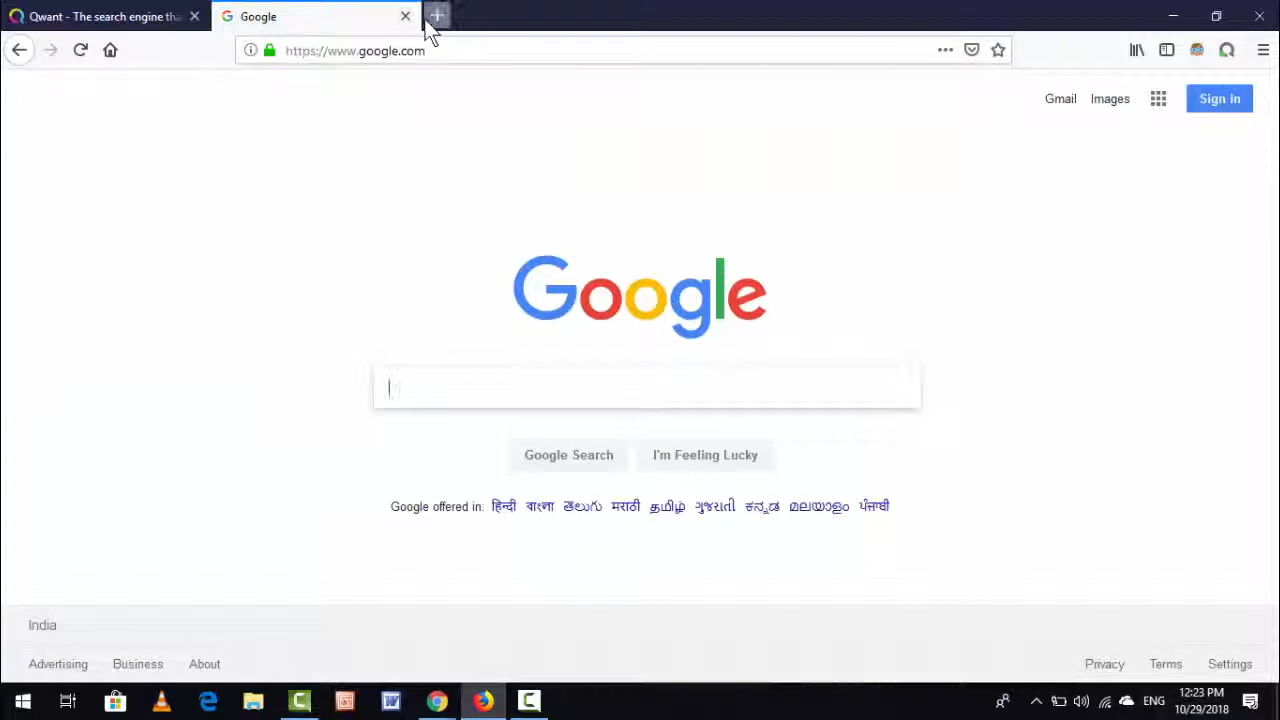 Qwant - The search engine tha
Google
https://www.google.com
Gmail Images Sign in
Google
Google Search I'm Feeling Lucky
Google offered in: हिन्दी বাংলা తెలుగు मराठी தமிழ் ગુજરાતી ಕನ್ನಡ മലയാളം ਪੰਜਾਬੀ
India
Advertising Business About Privacy Terms Settings
ENG 12:23 PM
10/29/2018